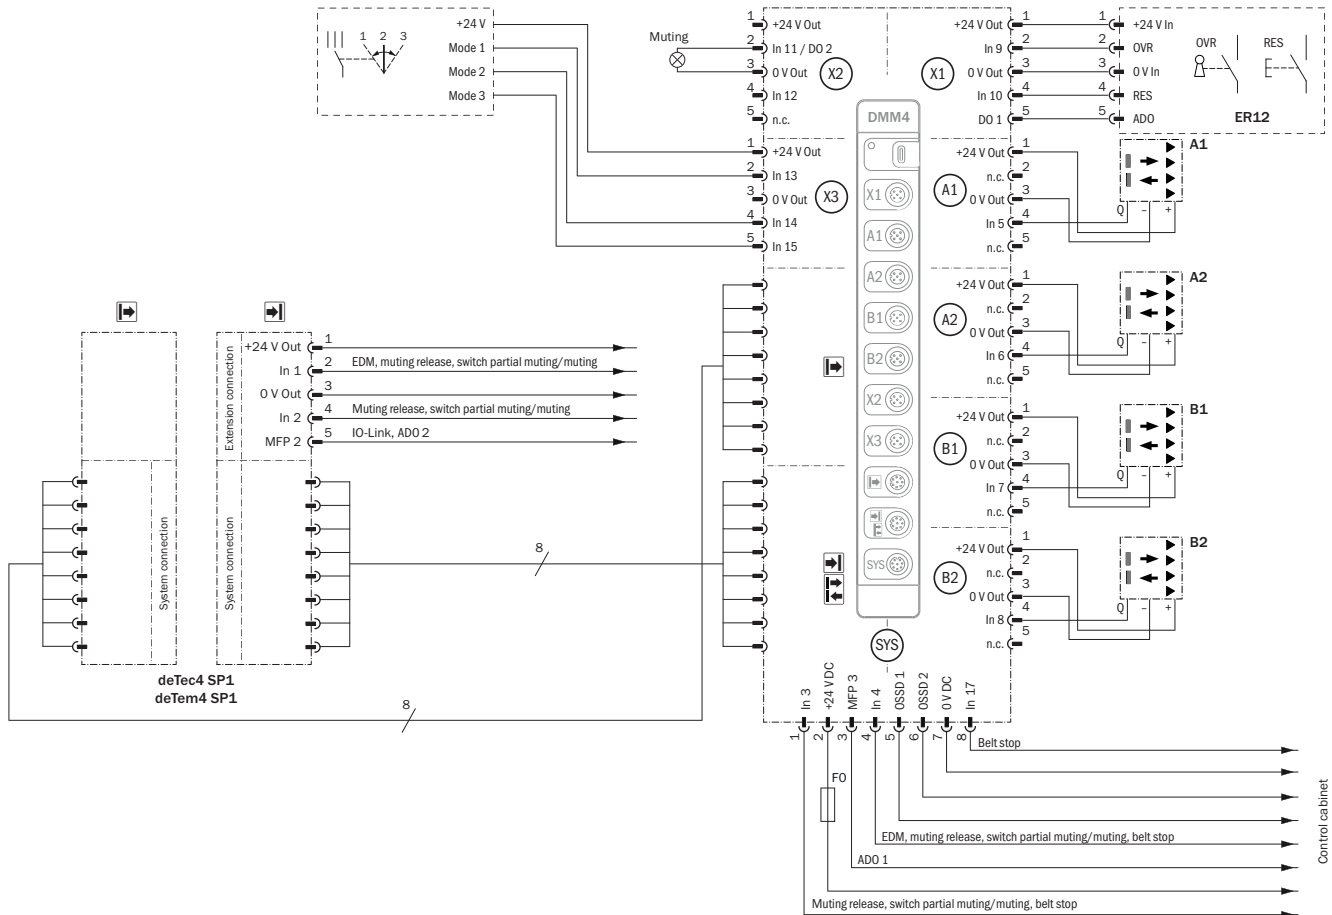 +24 V
Mode 1
Mode 2
Mode 3
1 2 3
Muting
1 +24 V Out
2 In 11 / DO 2
3 0 V Out
4 In 12
5 n.c.
X2
1 +24 V Out
2 In 13
3 0 V Out
4 In 14
5 In 15
X3
DMM4
X1
A1
A2
B1
B2
X2
X3
SYS
SYS
X1
+24 V Out 1
In 9 2
0 V Out 3
In 10 4
DO 1 5
1 +24 V In
2 OVR
3 0 V In
4 RES
5 ADO
OVR
RES
ER12
A1
+24 V Out 1
n.c. 2
0 V Out 3
In 5 4
n.c. 5
A1
Q – +
A2
+24 V Out 1
n.c. 2
0 V Out 3
In 6 4
n.c. 5
A2
Q – +
B1
+24 V Out 1
n.c. 2
0 V Out 3
In 7 4
n.c. 5
B1
Q – +
B2
+24 V Out 1
n.c. 2
0 V Out 3
In 8 4
n.c. 5
B2
Q – +
Extension connection
+24 V Out 1
In 1 2 EDM, muting release, switch partial muting/muting
0 V Out 3
In 2 4 Muting release, switch partial muting/muting
MFP 2 5 IO-Link, ADO 2
System connection
System connection
deTec4 SP1
deTem4 SP1
8
8
In 3
+24 V DC
MFP 3
In 4
OSSD 1
OSSD 2
0 V DC
In 17
1 2 3 4 5 6 7 8
Belt stop
F0
EDM, muting release, switch partial muting/muting, belt stop
ADO 1
Muting release, switch partial muting/muting, belt stop
Control cabinet